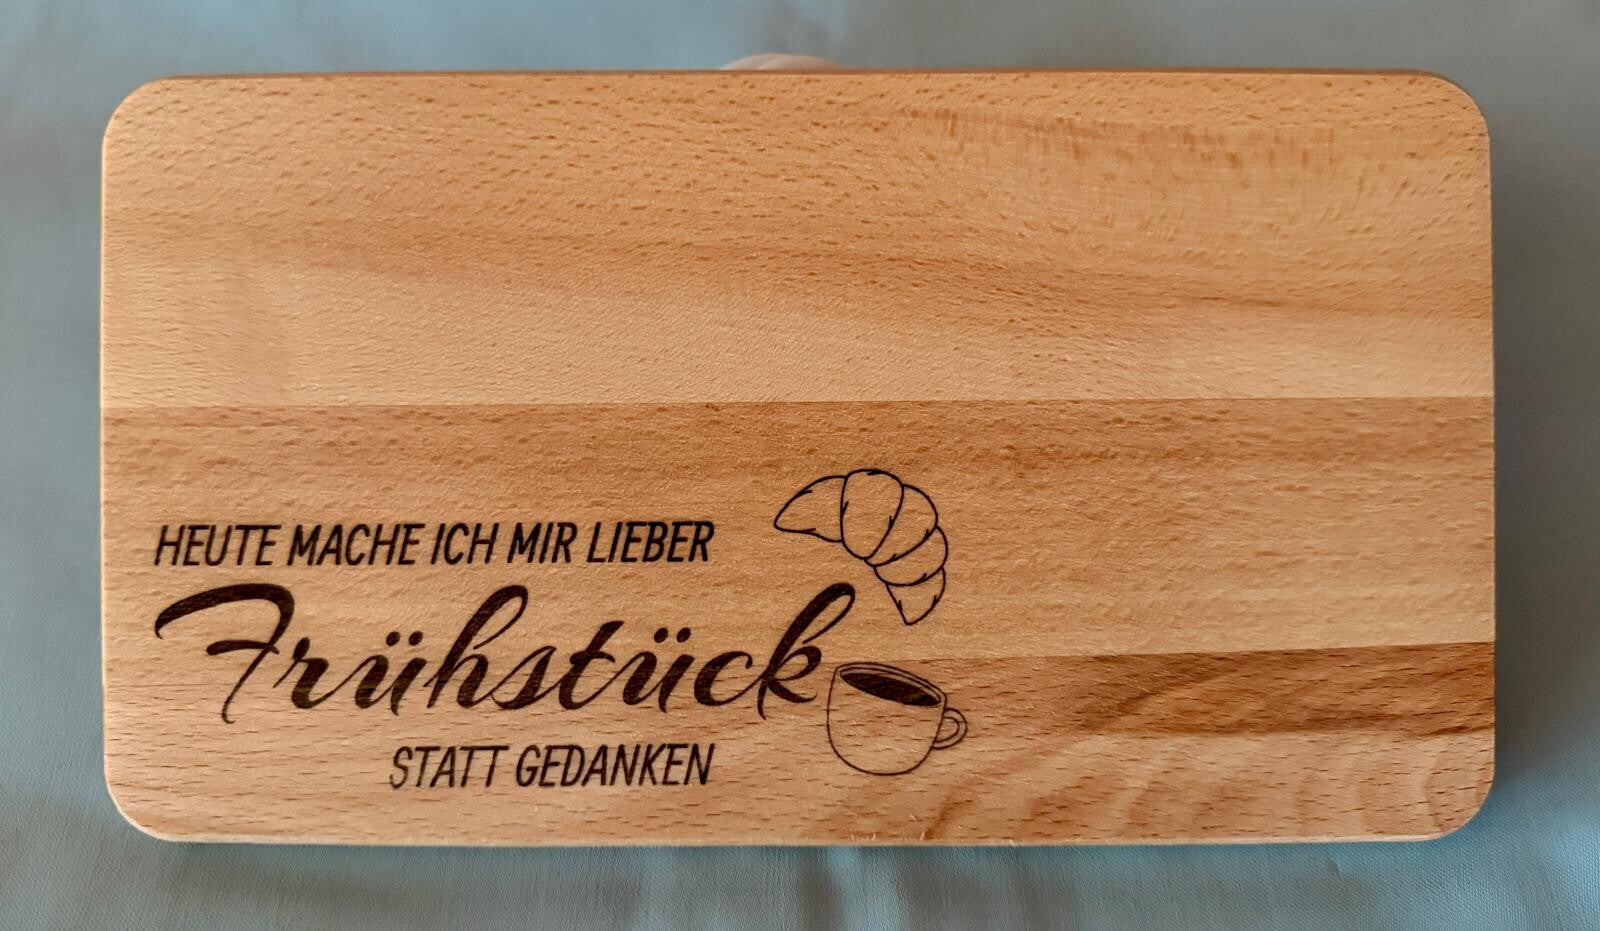 HEUTE MACHE ICH MIR LIEBER
Frühstück
STATT GEDANKEN